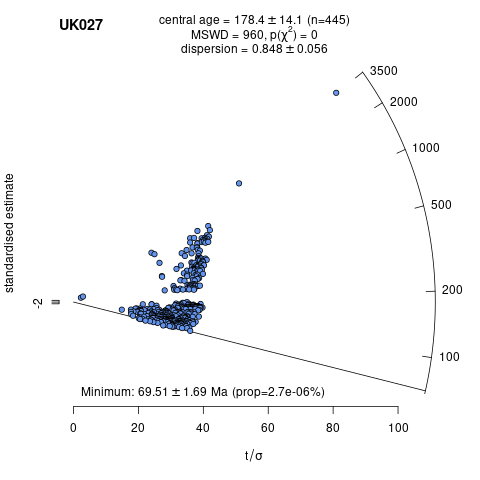 UK027
central age = 178.4 ± 14.1 (n=445)
MSWD = 960, p(χ²) = 0
dispersion = 0.848 ± 0.056
3500
2000
1000
500
200
100
standardised estimate
-2
Minimum: 69.51 ± 1.69 Ma (prop=2.7e-06%)
0 20 40 60 80 100
t/σ